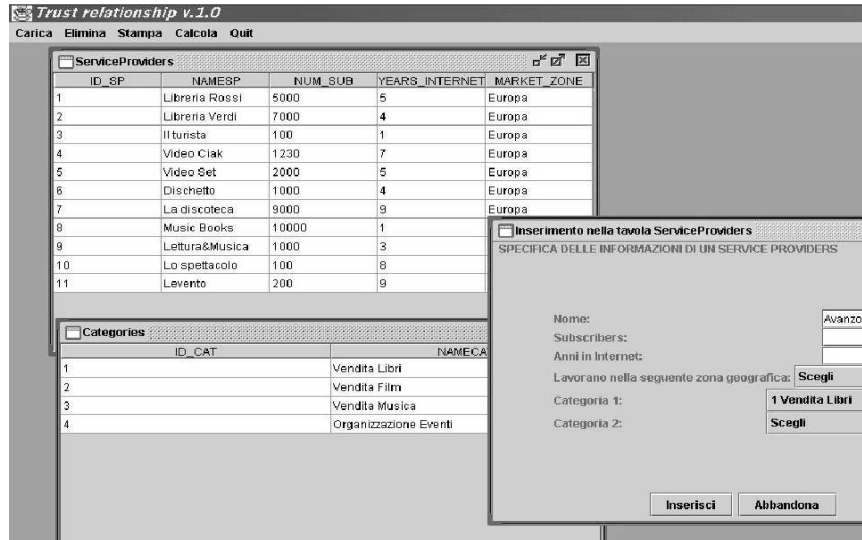 Trust relationship v.1.0
Carica Elimina Stampa Calcola Quit
ServiceProviders
ID_SP NAMESP NUM_SUB YEARS_INTERNET MARKET_ZONE
1 Libreria Rossi 5000 5 Europa
2 Libreria Verdi 7000 4 Europa
3 Il turista 100 1 Europa
4 Video Ciak 1230 7 Europa
5 Video Set 2000 5 Europa
6 Dischetto 1000 4 Europa
7 La discoteca 9000 9 Europa
8 Music Books 10000 1
9 Lettura&Musica 1000 3
10 Lo spettacolo 100 8
11 Levento 200 9
Categories
ID_CAT NAMECA
1 Vendita Libri
2 Vendita Film
3 Vendita Musica
4 Organizzazione Eventi
Inserimento nella tavola ServiceProviders
SPECIFICA DELLE INFORMAZIONI DI UN SERVICE PROVIDERS
Nome: Avanzo
Subscribers:
Anni in Internet:
Lavorano nella seguente zona geografica: Scegli
Categoria 1: 1 Vendita Libri
Categoria 2: Scegli
Inserisci Abbandona